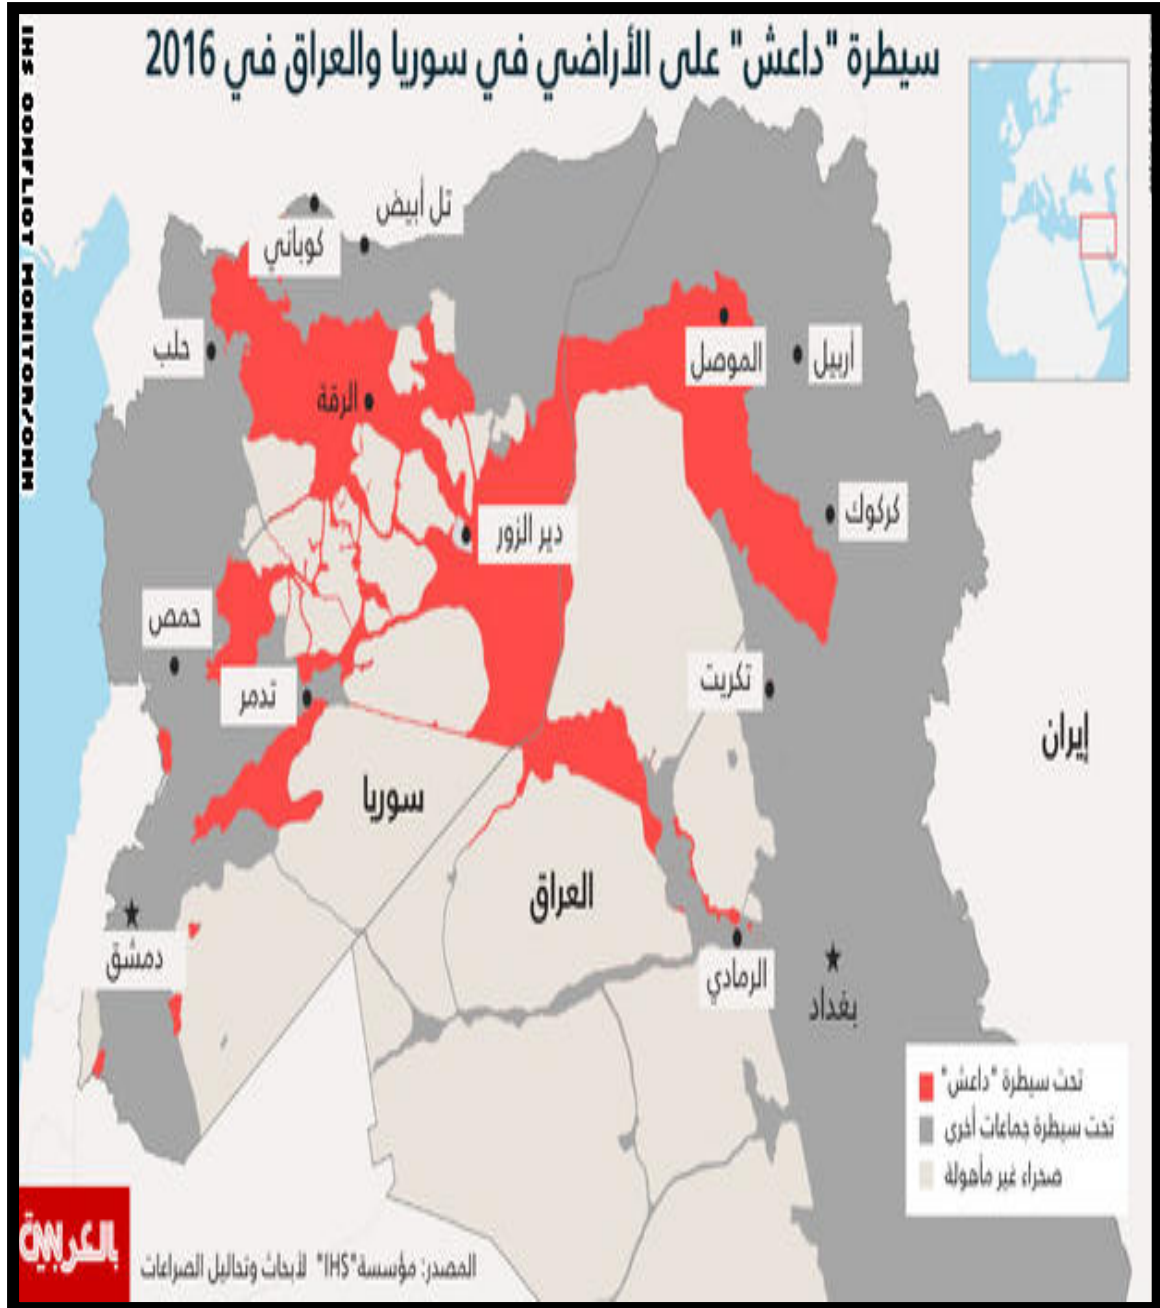 سيطرة "داعش" على الأراضي في سوريا والعراق في 2016
IHS CONFLICT MONITOR/CNN
تل أبيض
كوباني
حلب
الموصل
اربيل
الرقة
كركوك
دير الزور
حمص
تدمر
تكريت
إيران
سوريا
العراق
دمشق
الرمادي
بغداد
تحت سيطرة "داعش"
تحت سيطرة جماعات أخرى
صحراء غير مأهولة
CNN بالعربية
المصدر: مؤسسة "IHS" لأبحاث وتحاليل الصراعات